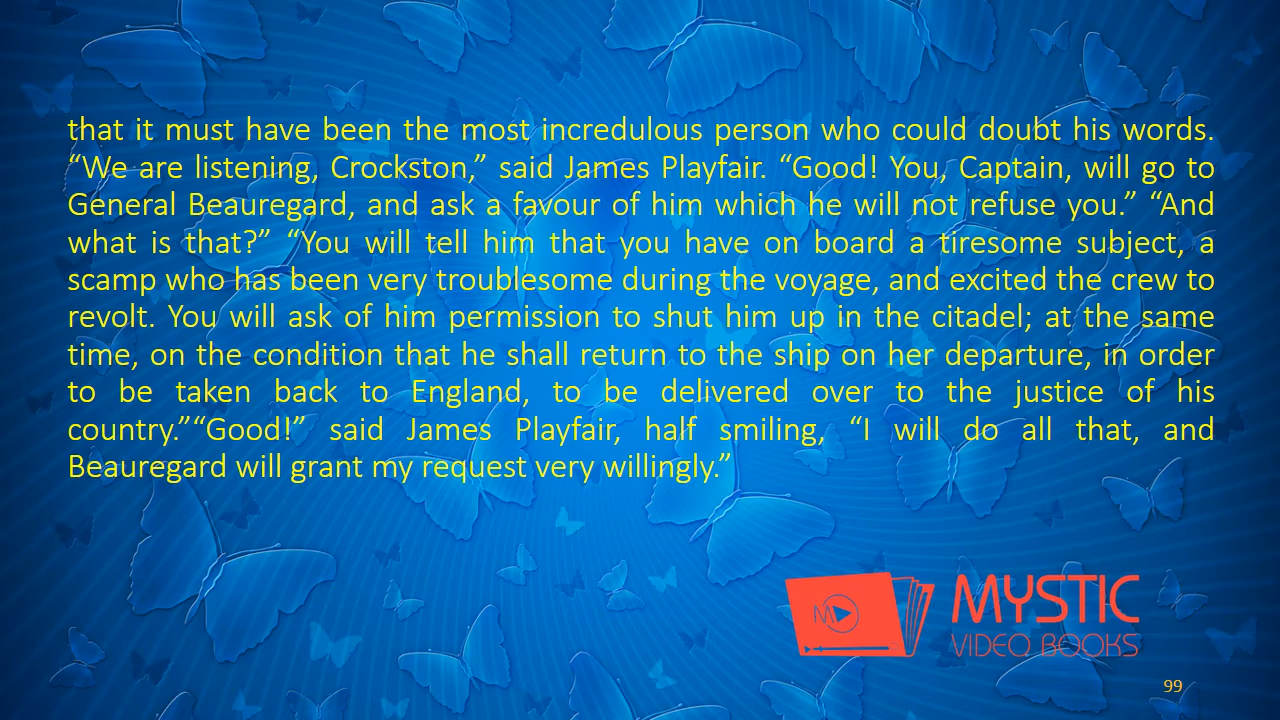 that it must have been the most incredulous person who could doubt his words.
“We are listening, Crockston,” said James Playfair. “Good! You, Captain, will go to
General Beauregard, and ask a favour of him which he will not refuse you.” “And
what is that?” “You will tell him that you have on board a tiresome subject, a
scamp who has been very troublesome during the voyage, and excited the crew to
revolt. You will ask of him permission to shut him up in the citadel; at the same
time, on the condition that he shall return to the ship on her departure, in order
to be taken back to England, to be delivered over to the justice of his
country.”“Good!” said James Playfair, half smiling, “I will do all that, and
Beauregard will grant my request very willingly.”
MYSTIC
VIDEO BOOKS
99